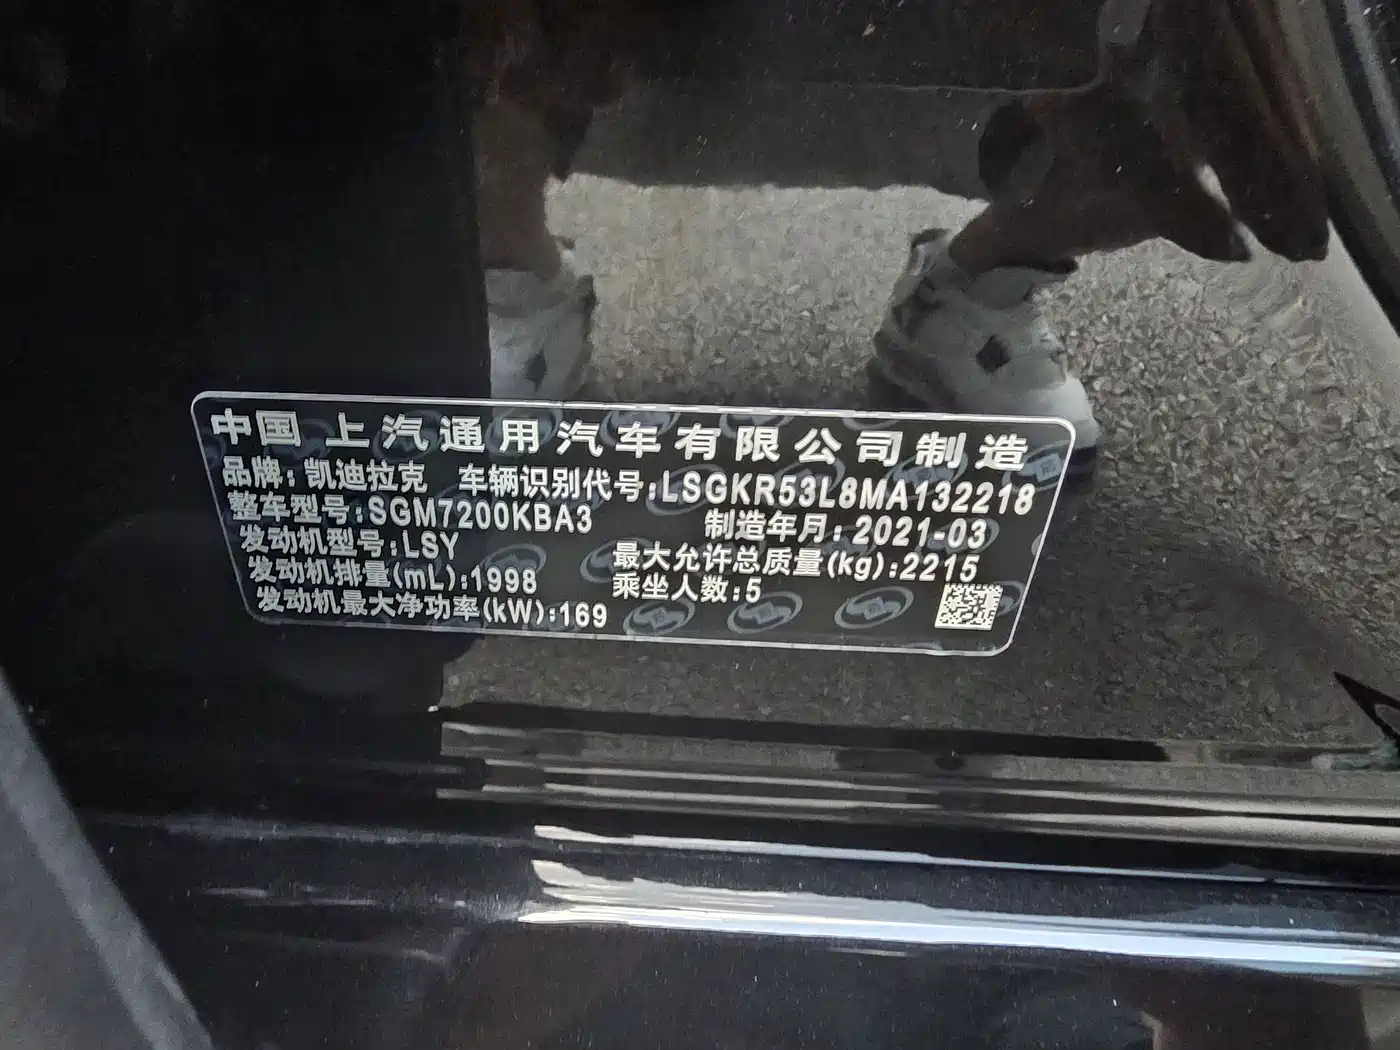 中国 上汽通用汽车有限公司制造
品牌:凯迪拉克 车辆识别代号:LSGKR53L8MA132218
整车型号:SGM7200KBA3 制造年月:2021-03
发动机型号:LSY 最大允许总质量(kg):2215
发动机排量(mL):1998 乘坐人数:5
发动机最大净功率(kW):169